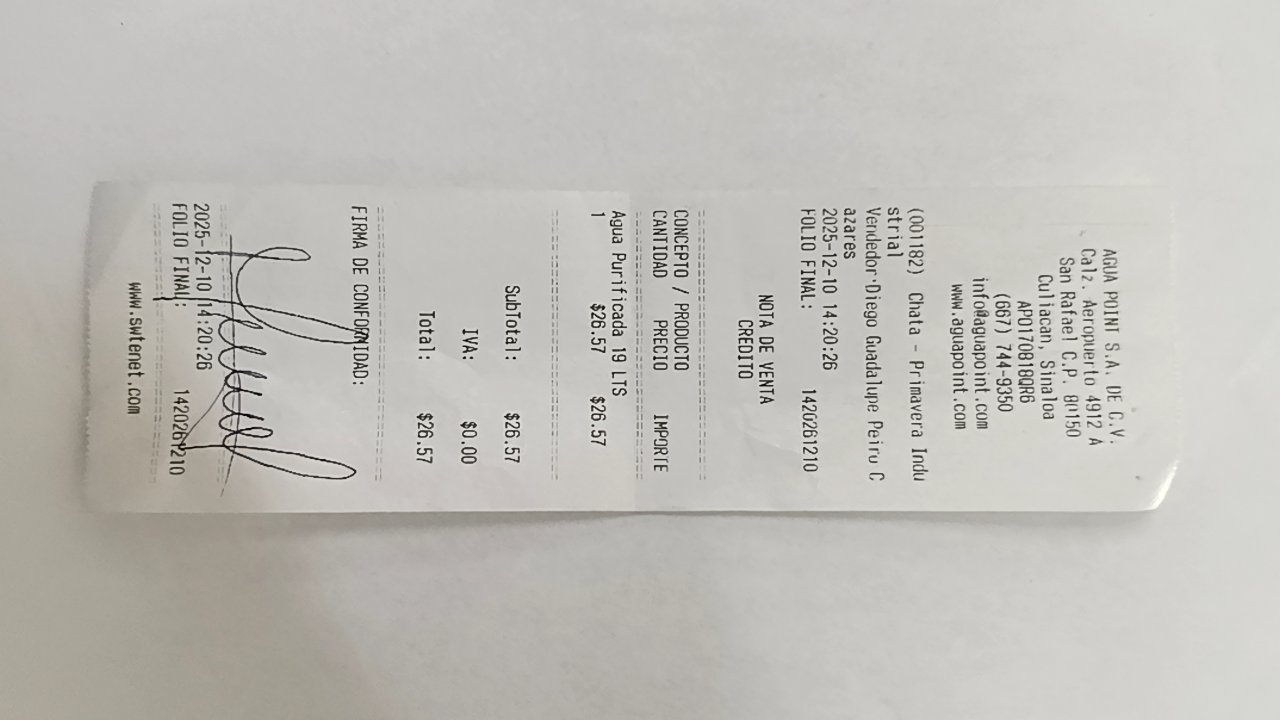 AGUA POINT S.A. DE C.V.
Calz. Aeropuerto 4912 A
San Rafael C.P. 80150
Culiacan, Sinaloa
APO170818QR6
(667) 744-9350
info@aguapoint.com
www.aguapoint.com
(001182) Chata - Primavera Indu
strial
Vendedor:Diego Guadalupe Peiru C
azares
2025-12-10 14:20:26
FOLIO FINAL: 1420261210
NOTA DE VENTA
CREDITO
CONCEPTO / PRODUCTO
CANTIDAD PRECIO IMPORTE
Agua Purificada 19 LTS
1 $26.57 $26.57
SubTotal: $26.57
IVA: $0.00
Total: $26.57
FIRMA DE CONFORMIDAD:
2025-12-10 14:20:26
FOLIO FINAL: 1420261210
www.swtenet.com